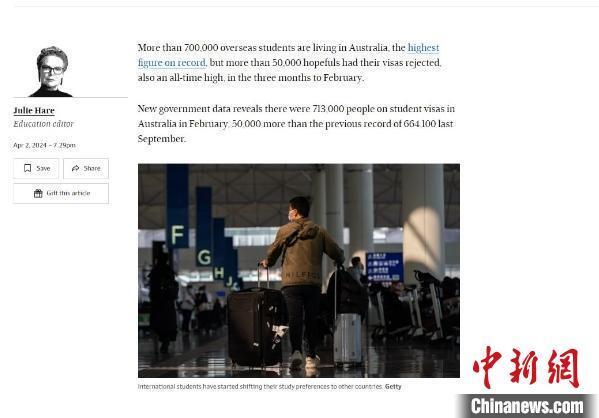 More than 700,000 overseas students are living in Australia, the highest
figure on record, but more than 50,000 hopefuls had their visas rejected,
also an all-time high, in the three months to February.
Julie Hare
Education editor
Apr 2, 2024 – 7.29pm
Save
Share
Gift this article
New government data reveals there were 713,000 people on student visas in
Australia in February, 50,000 more than the previous record of 664,100 last
September.
F
G
H
J
HILFIGER
International students have started shifting their study preferences to other countries. Getty
中新網
Chinanews.com